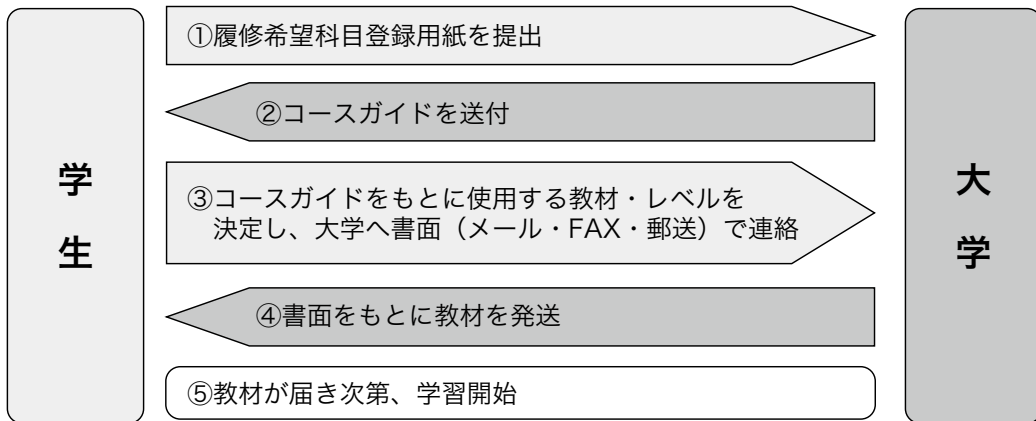 学生
①履修希望科目登録用紙を提出
②コースガイドを送付
③コースガイドをもとに使用する教材・レベルを
決定し、大学へ書面（メール・FAX・郵送）で連絡
④書面をもとに教材を発送
⑤教材が届き次第、学習開始
大学